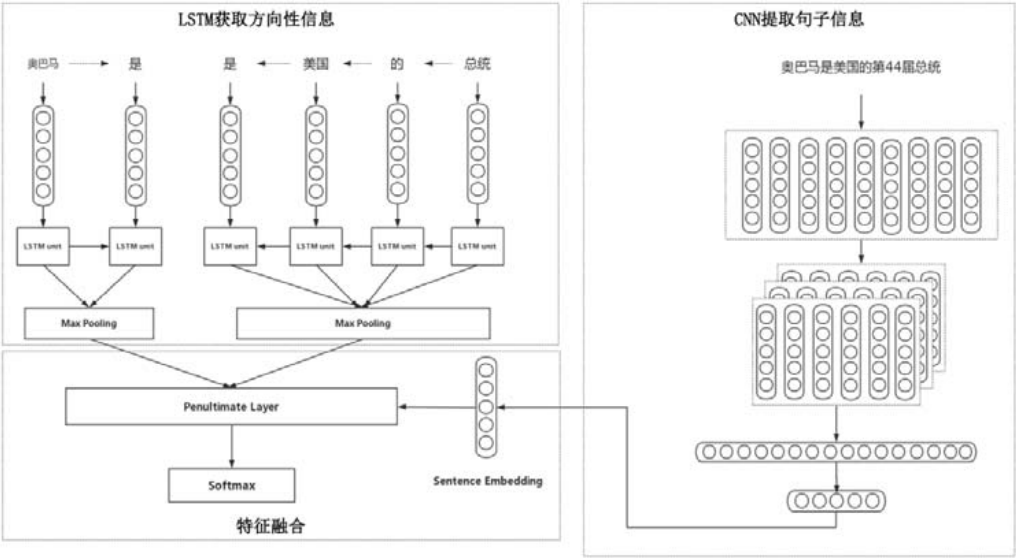 LSTM获取方向性信息
奥巴马 是 是 美国 的 总统
LSTM unit LSTM unit LSTM unit LSTM unit LSTM unit LSTM unit
Max Pooling Max Pooling
Penultimate Layer
Softmax
Sentence Embedding
特征融合
CNN提取句子信息
奥巴马是美国的第44届总统